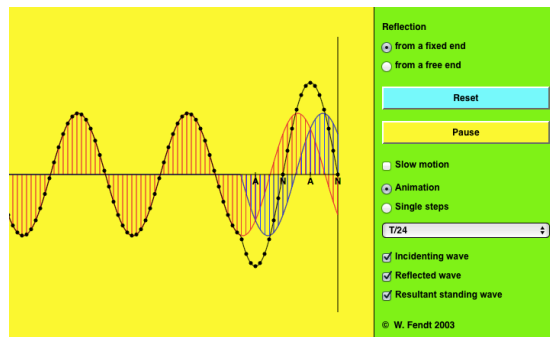 Reflection
from a fixed end
from a free end
Reset
Pause
Slow motion
Animation
Single steps
T/24
Incidenting wave
Reflected wave
Resultant standing wave
© W. Fendt 2003
A N A N